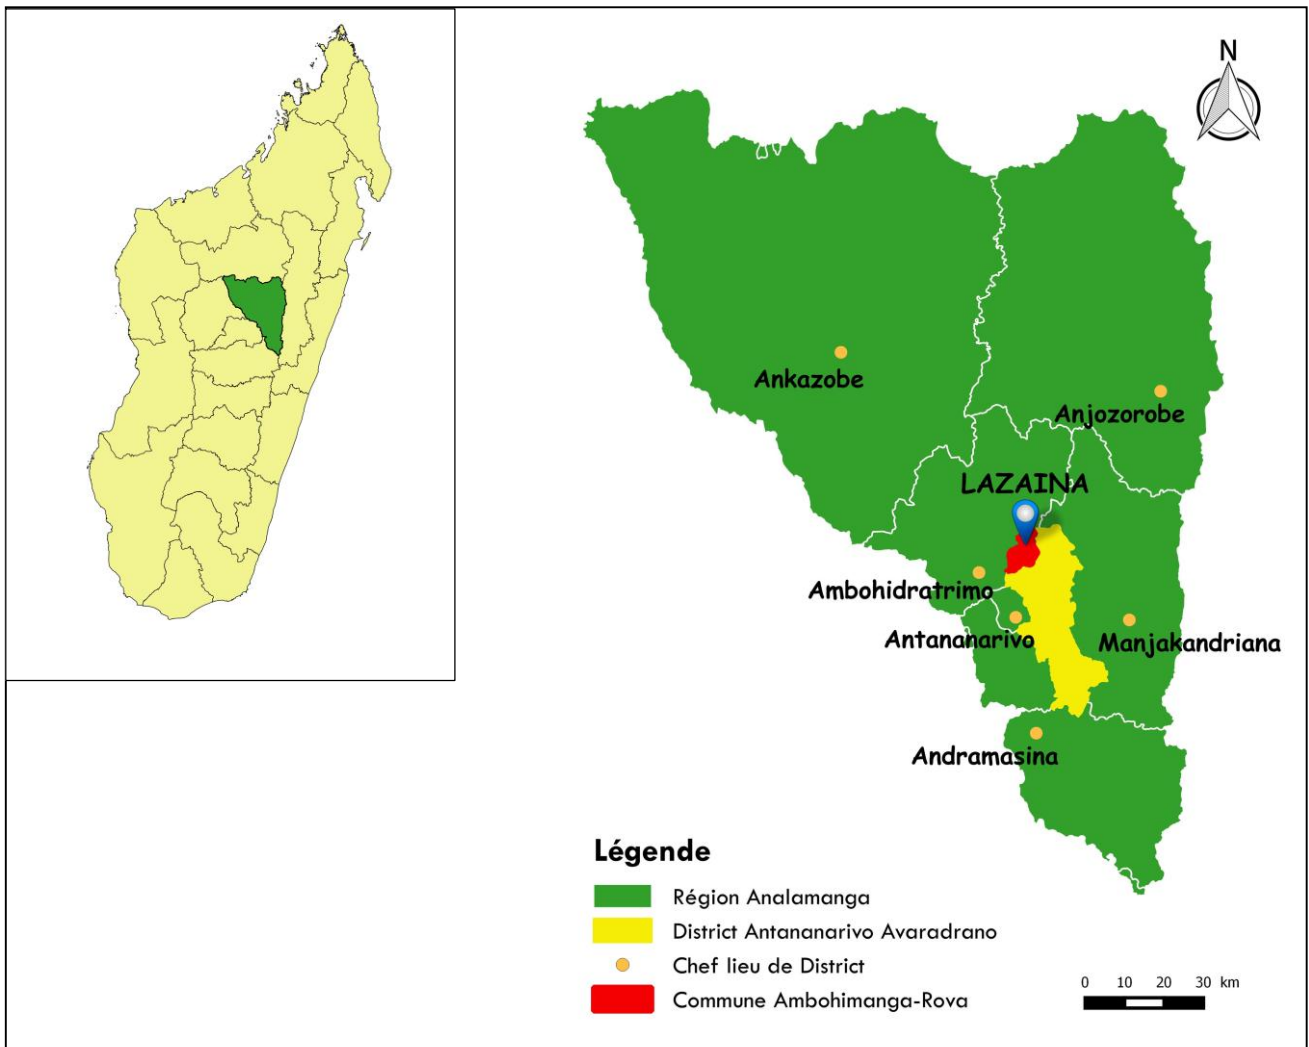 N
Ankazobe
Anjozorobe
LAZAINA
Ambohidratrimo
Antananarivo
Manjakandriana
Andramasina
Légende
Région Analamanga
District Antananarivo Avaradrano
Chef lieu de District
Commune Ambohimanga-Rova
0 10 20 30 km